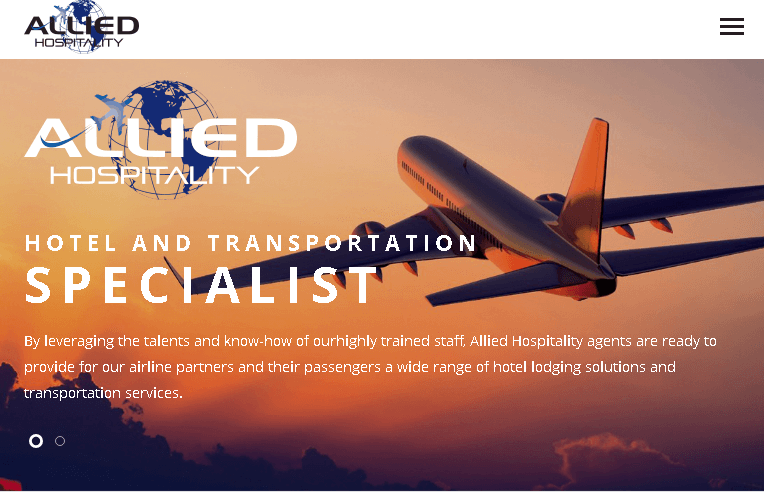 ALLIED
HOSPITALITY
ALLIED
HOSPITALITY
HOTEL AND TRANSPORTATION
SPECIALIST
By leveraging the talents and know-how of ourhighly trained staff, Allied Hospitality agents are ready to
provide for our airline partners and their passengers a wide range of hotel lodging solutions and
transportation services.